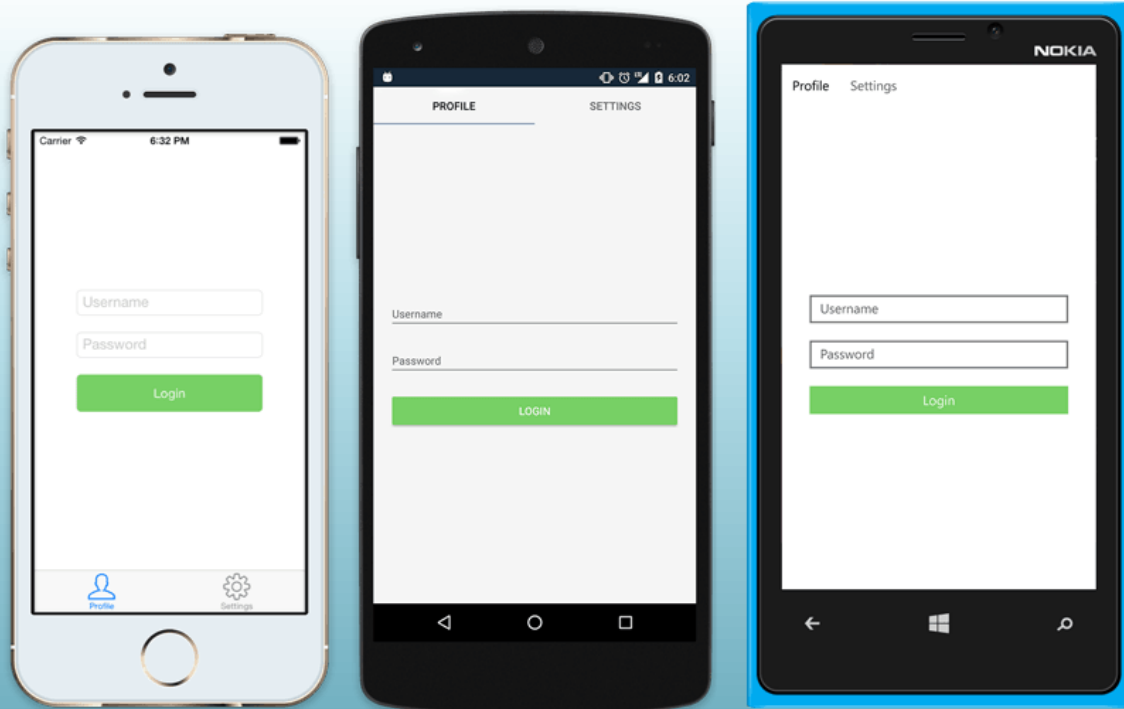 Carrier
6:32 PM
Username
Password
Login
Profile
Settings
6:02
PROFILE
SETTINGS
Username
Password
LOGIN
NOKIA
Profile
Settings
Username
Password
Login